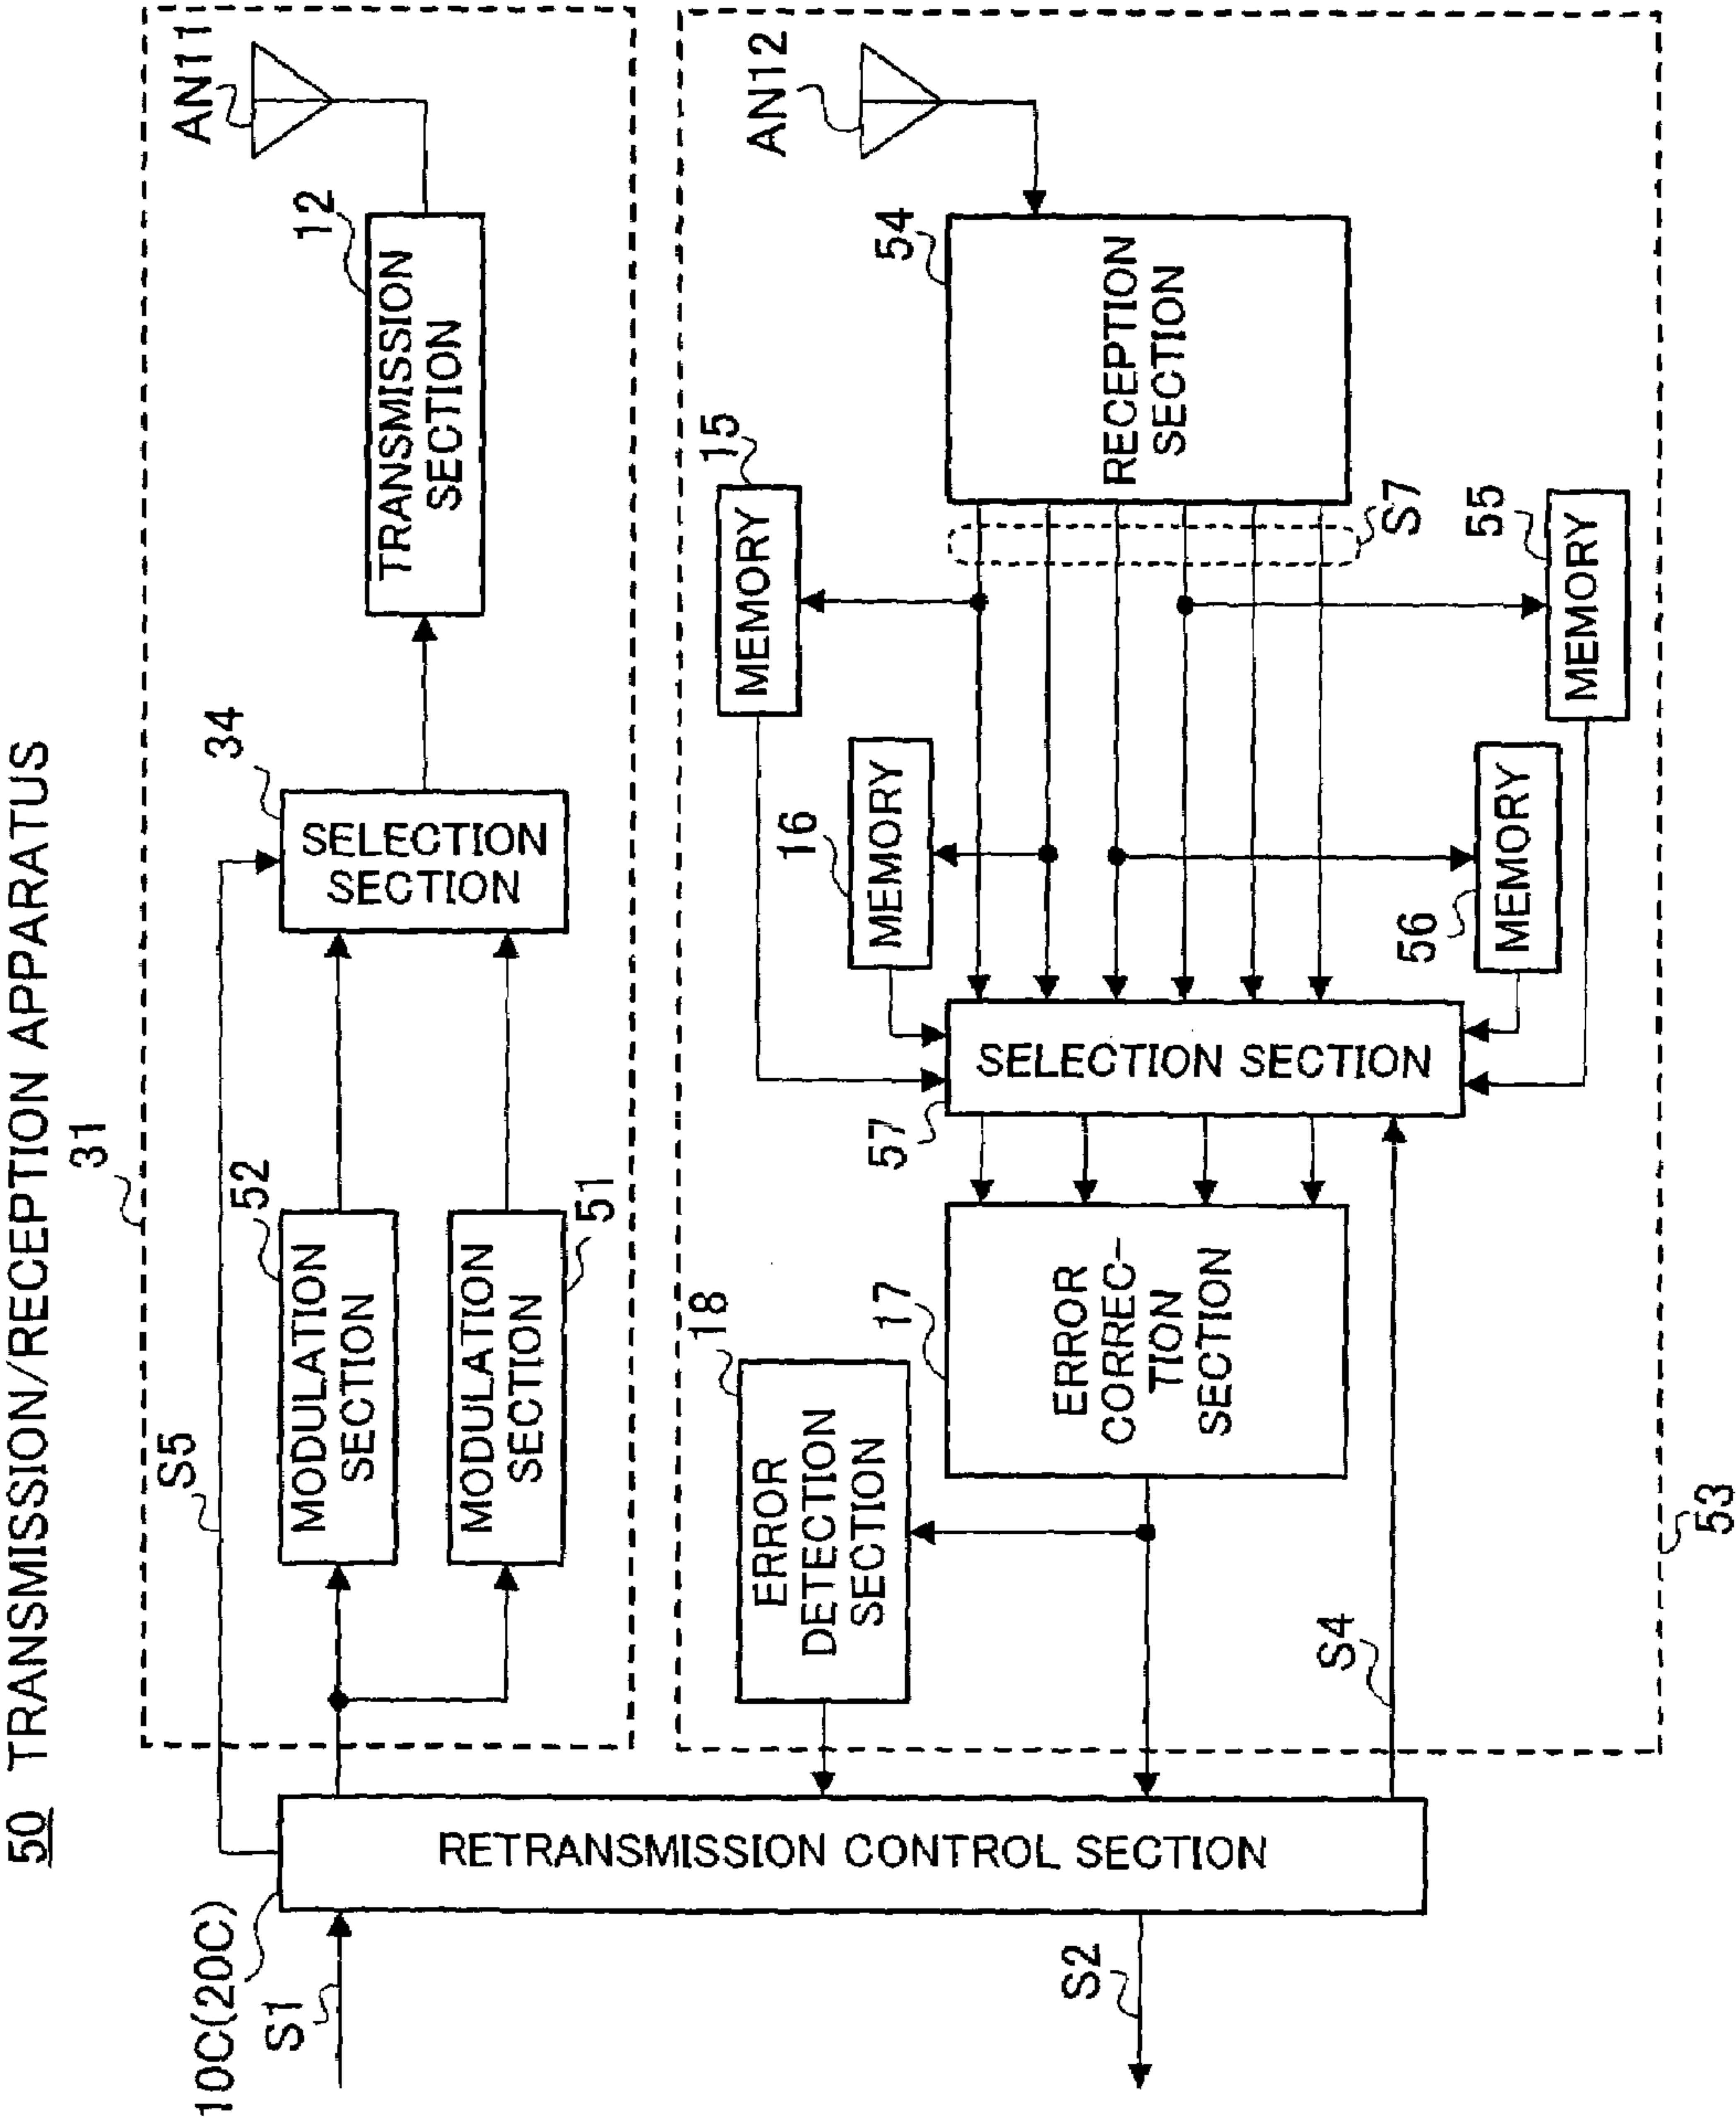 50 TRANSMISSION/RECEPTION APPARATUS
31
S5
52
MODULATION
SECTION
MODULATION
SECTION
51
34
SELECTION
SECTION
12
TRANSMISSION
SECTION
AN11
10C(20C)
S1
RETRANSMISSION CONTROL SECTION
S2
18
ERROR
DETECTION
SECTION
17
ERROR
CORREC-
TION
SECTION
S4
57
SELECTION SECTION
16
MEMORY
15
MEMORY
56
MEMORY
55
MEMORY
S7
54
RECEPTION
SECTION
AN12
53